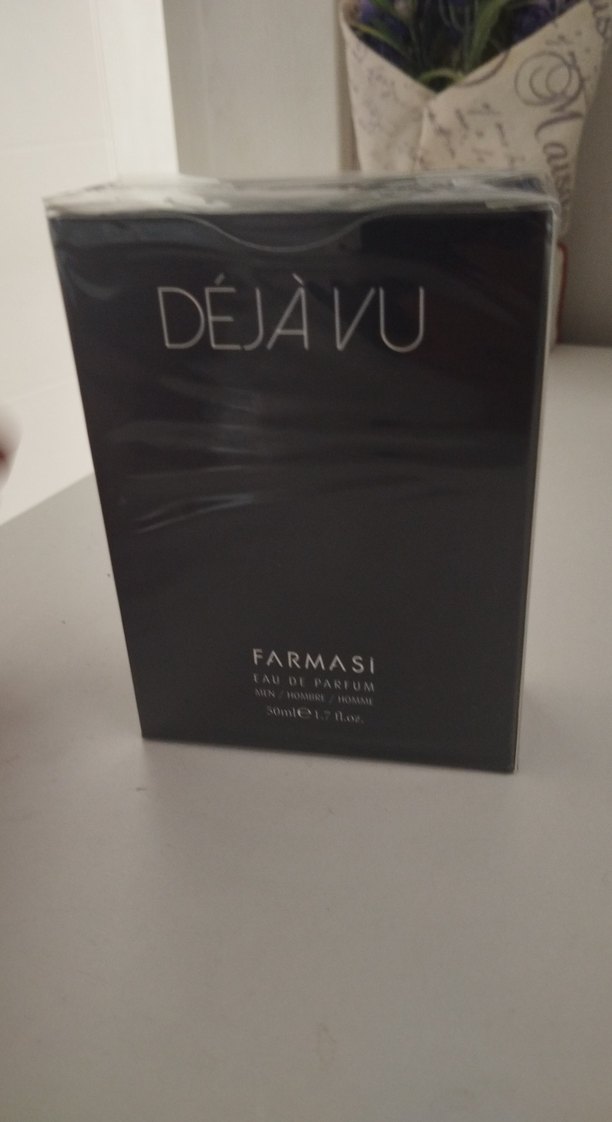 DÉJÀ VU
FARMASi
EAU DE PARFUM
MEN / HOMBRE / HOMME
50ml℮1.7 fl.oz.